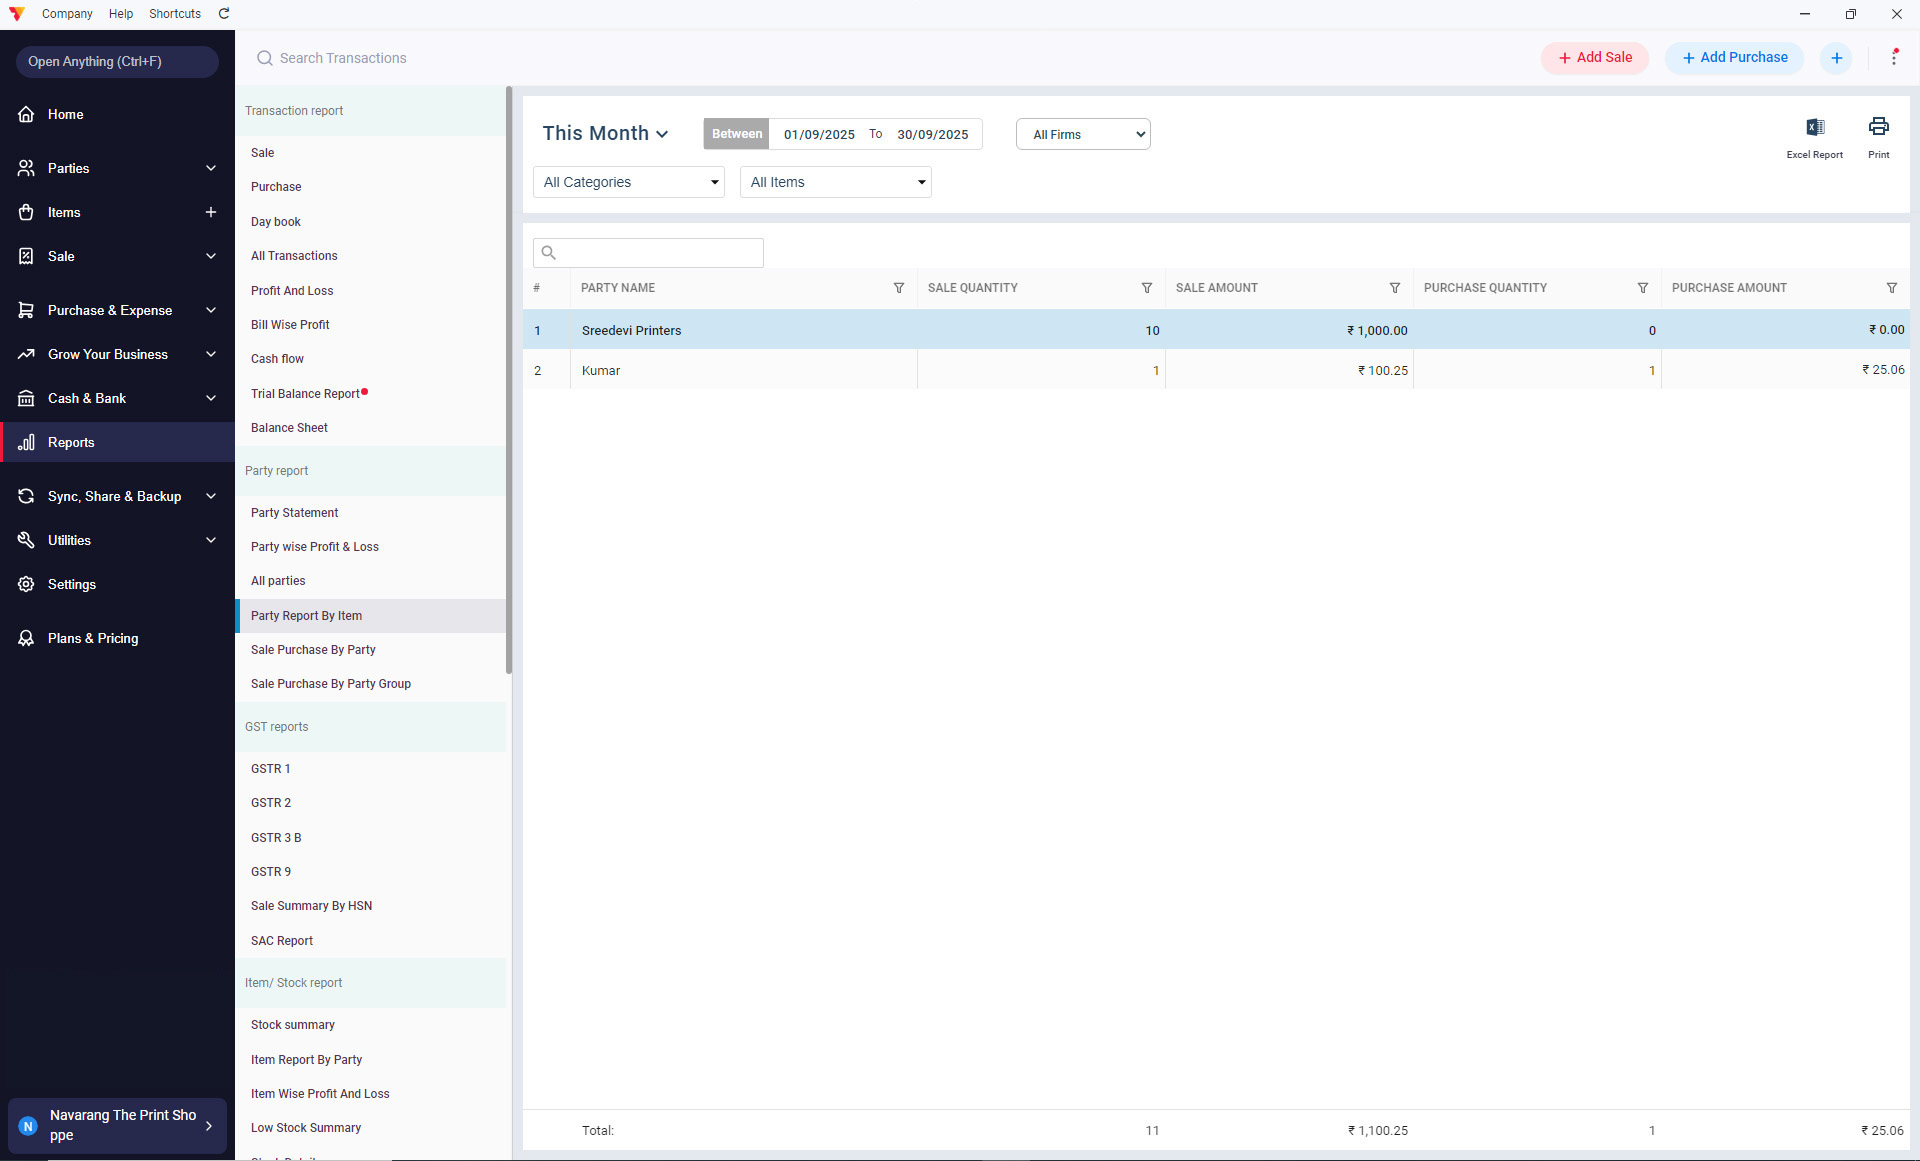 Company Help Shortcuts
Open Anything (Ctrl+F)
Home
Parties
Items
Sale
Purchase & Expense
Grow Your Business
Cash & Bank
Reports
Sync, Share & Backup
Utilities
Settings
Plans & Pricing
N
Navarang The Print Sho
ppe
Search Transactions
Add Sale
Add Purchase
Transaction report
Sale
Purchase
Day book
All Transactions
Profit And Loss
Bill Wise Profit
Cash flow
Trial Balance Report
Balance Sheet
Party report
Party Statement
Party wise Profit & Loss
All parties
Party Report By Item
Sale Purchase By Party
Sale Purchase By Party Group
GST reports
GSTR 1
GSTR 2
GSTR 3 B
GSTR 9
Sale Summary By HSN
SAC Report
Item/ Stock report
Stock summary
Item Report By Party
Item Wise Profit And Loss
Low Stock Summary
This Month Between 01/09/2025 To 30/09/2025 All Firms
Excel Report Print
All Categories All Items
# PARTY NAME SALE QUANTITY SALE AMOUNT PURCHASE QUANTITY PURCHASE AMOUNT
1 Sreedevi Printers 10 ₹ 1,000.00 0 ₹ 0.00
2 Kumar 1 ₹ 100.25 1 ₹ 25.06
Total: 11 ₹ 1,100.25 1 ₹ 25.06